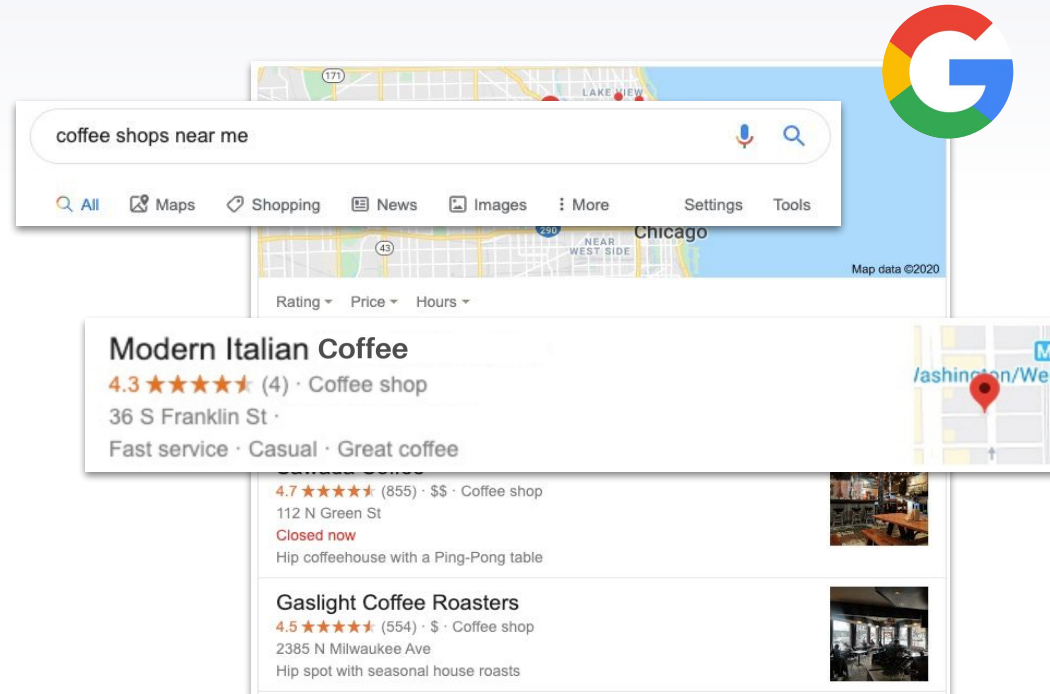 171
LAKE VIEW
coffee shops near me
All Maps Shopping News Images More Settings Tools
290
Chicago
43
NEAR
WEST SIDE
Map data ©2020
Rating Price Hours
Modern Italian Coffee
4.3 (4) · Coffee shop
/ashington/We
36 S Franklin St ·
Fast service · Casual · Great coffee
4.7 (855) · $$ · Coffee shop
112 N Green St
Closed now
Hip coffeehouse with a Ping-Pong table
Gaslight Coffee Roasters
4.5 (554) · $ · Coffee shop
2385 N Milwaukee Ave
Hip spot with seasonal house roasts